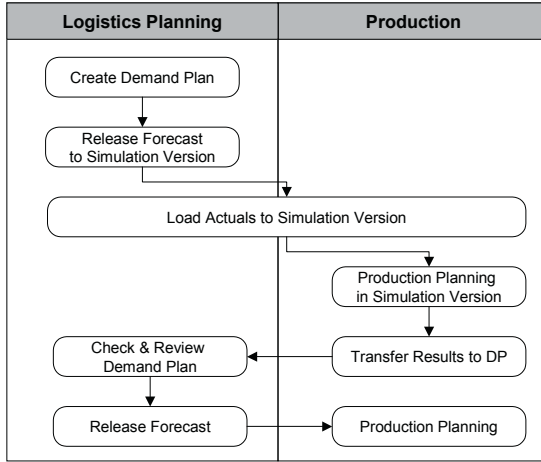 Logistics Planning
Production
Create Demand Plan
Release Forecast
to Simulation Version
Load Actuals to Simulation Version
Production Planning
in Simulation Version
Check & Review
Demand Plan
Transfer Results to DP
Release Forecast
Production Planning